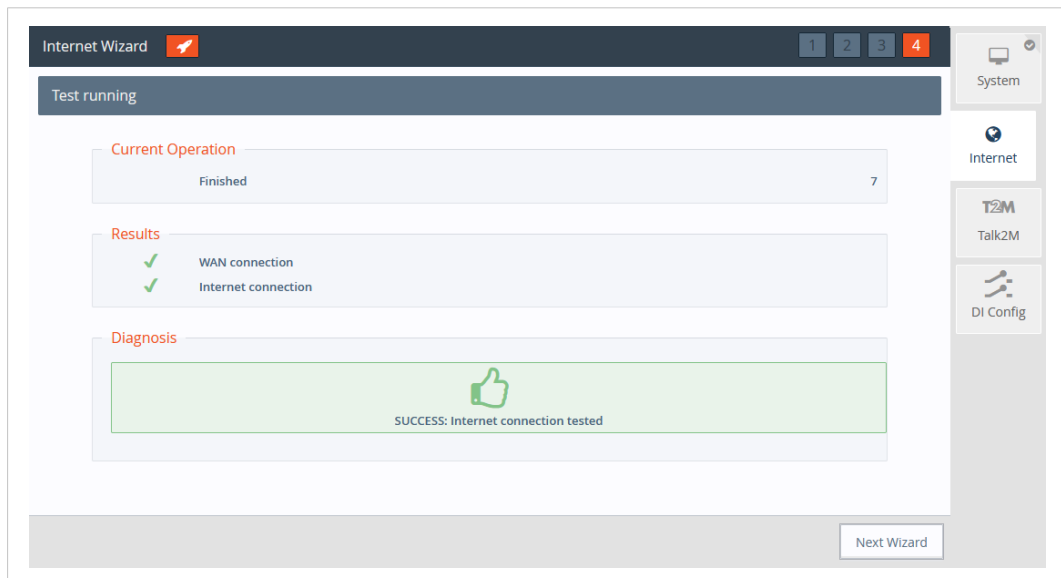 Internet Wizard
1 2 3 4
System
Test running
Internet
Current Operation
Finished 7
T2M
Talk2M
Results
WAN connection
Internet connection
DI Config
Diagnosis
SUCCESS: Internet connection tested
Next Wizard